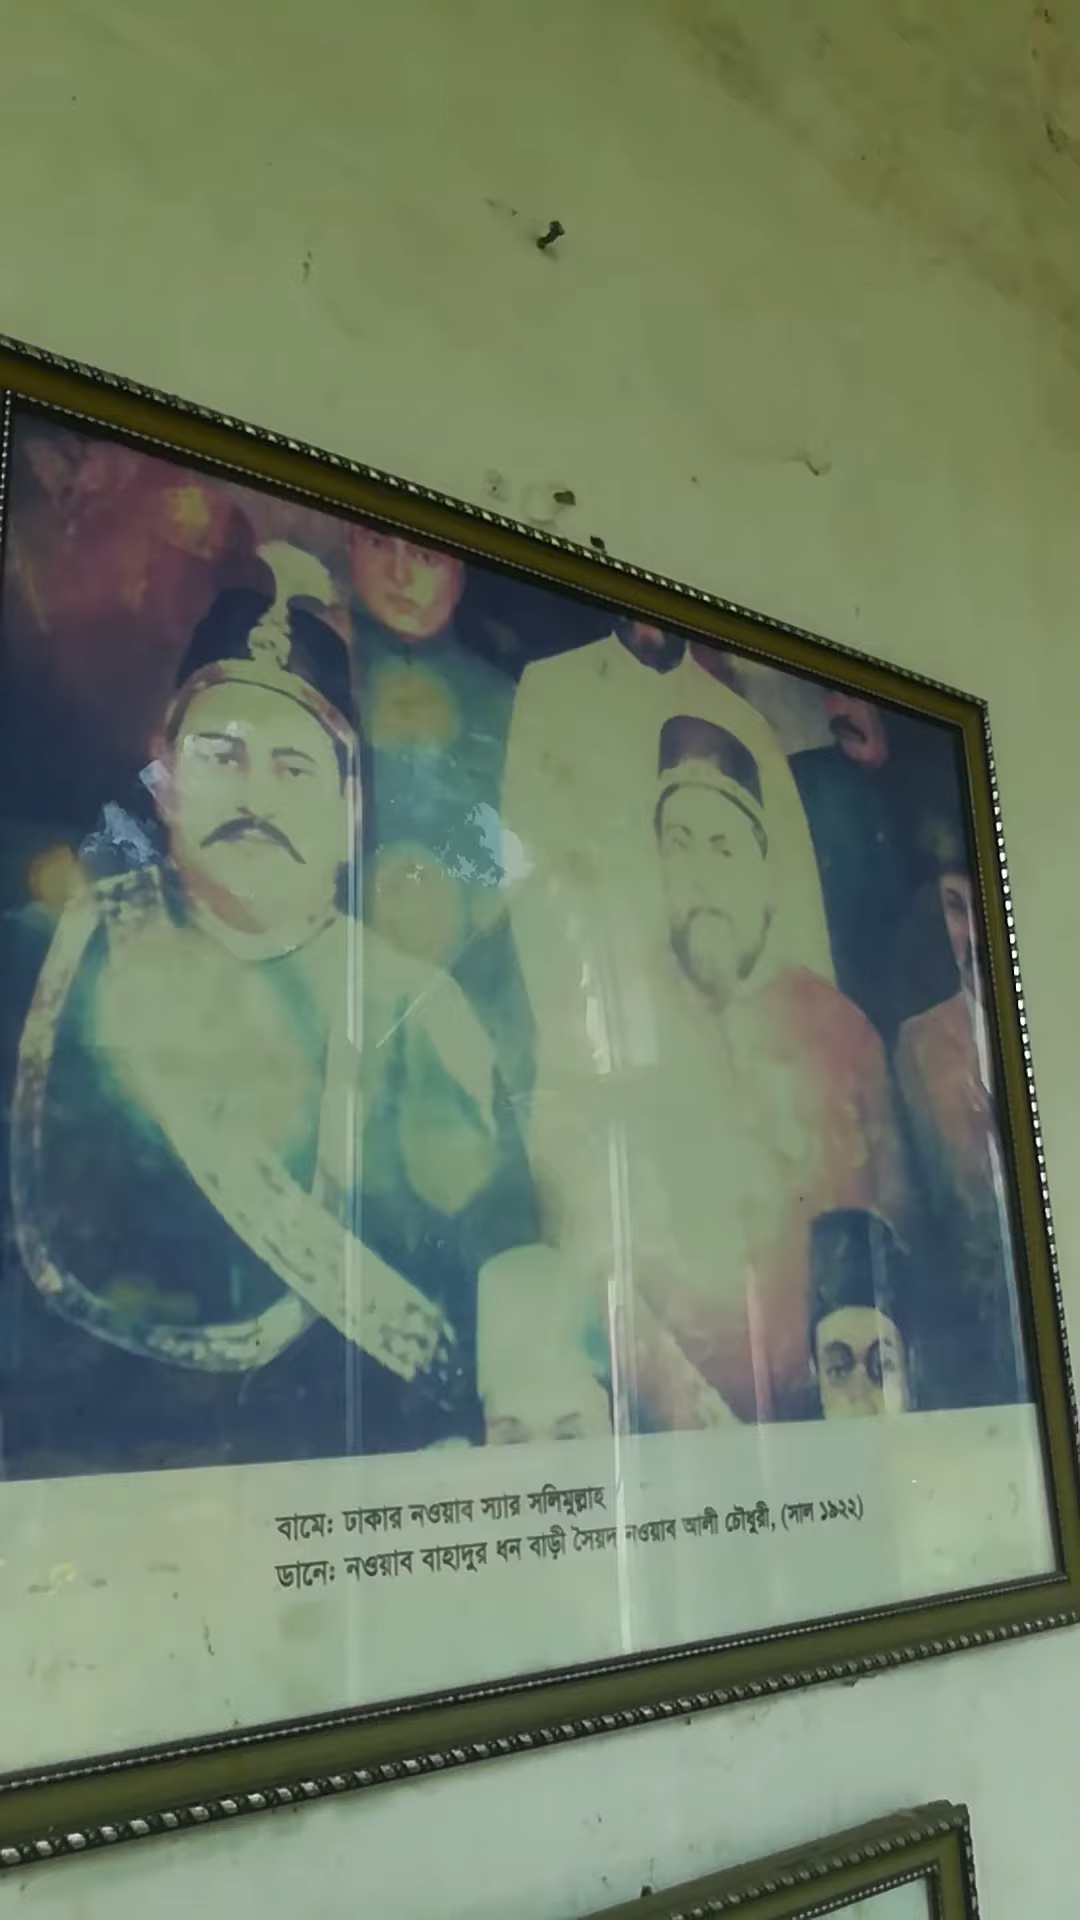 বামে: ঢাকার নওয়াব স্যার সলিমুল্লাহ
ডানে: নওয়াব বাহাদুর ধন বাড়ী সৈয়দ নওয়াব আলী চৌধুরী, (সাল ১৯২২)